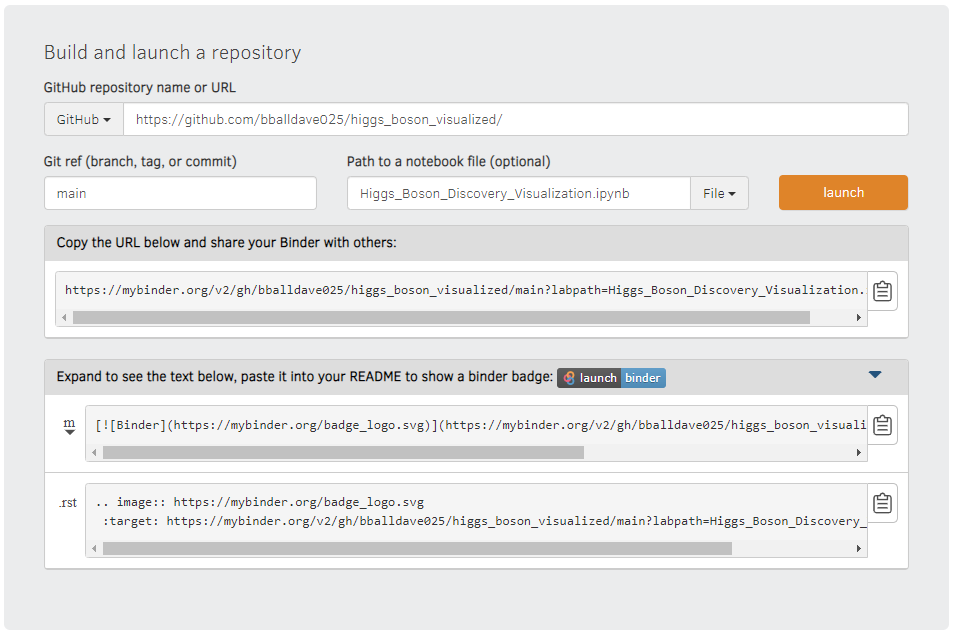 Build and launch a repository
GitHub repository name or URL
GitHub
https://github.com/bballdave025/higgs_boson_visualized/
Git ref (branch, tag, or commit)
Path to a notebook file (optional)
main
Higgs_Boson_Discovery_Visualization.ipynb
File
launch
Copy the URL below and share your Binder with others:
https://mybinder.org/v2/gh/bballdave025/higgs_boson_visualized/main?labpath=Higgs_Boson_Discovery_Visualization.
Expand to see the text below, paste it into your README to show a binder badge:
launch binder
m
[![Binder](https://mybinder.org/badge_logo.svg)](https://mybinder.org/v2/gh/bballdave025/higgs_boson_visuali
.rst
.. image:: https://mybinder.org/badge_logo.svg
:target: https://mybinder.org/v2/gh/bballdave025/higgs_boson_visualized/main?labpath=Higgs_Boson_Discovery_